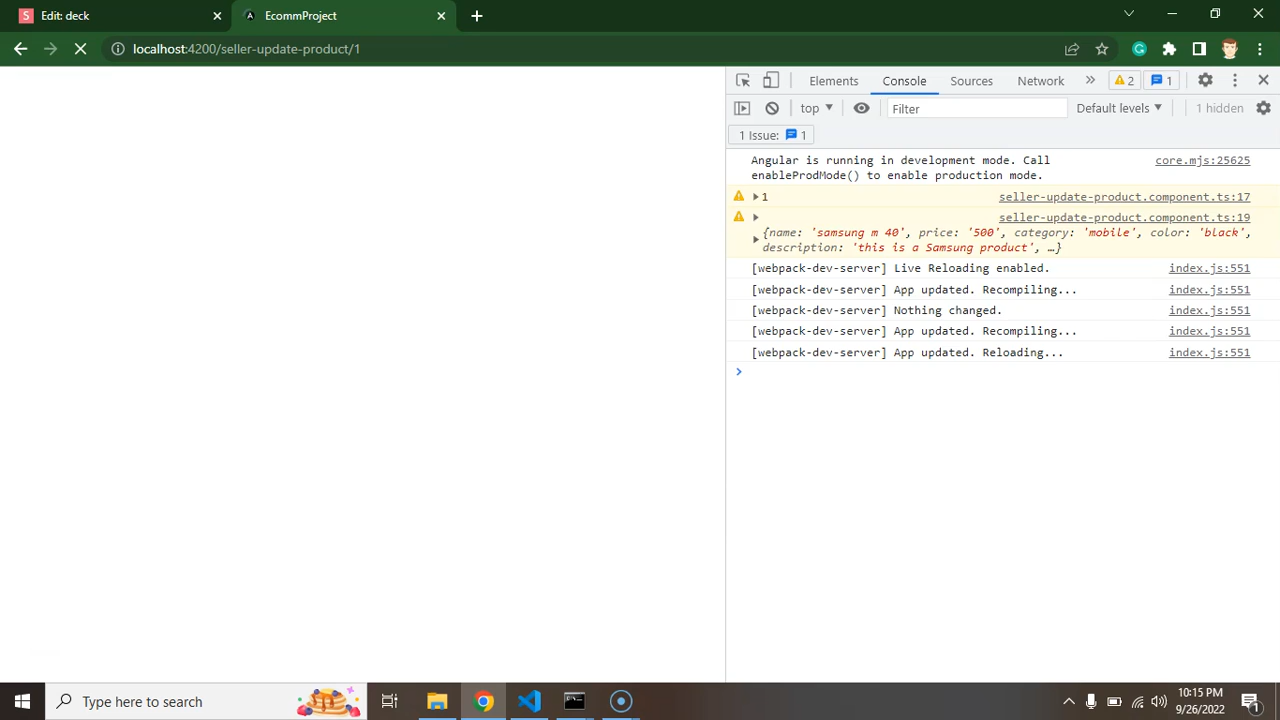 Edit: deck
EcommProject
localhost:4200/seller-update-product/1
Elements
Console
Sources
Network
2
1
top
Filter
Default levels
1 hidden
1 Issue:
1
Angular is running in development mode. Call
enableProdMode() to enable production mode.
core.mjs:25625
1
seller-update-product.component.ts:17
seller-update-product.component.ts:19
{name: 'samsung m 40', price: '500', category: 'mobile', color: 'black',
description: 'this is a Samsung product', …}
[webpack-dev-server] Live Reloading enabled.
index.js:551
[webpack-dev-server] App updated. Recompiling...
index.js:551
[webpack-dev-server] Nothing changed.
index.js:551
[webpack-dev-server] App updated. Recompiling...
index.js:551
[webpack-dev-server] App updated. Reloading...
index.js:551
Type here to search
10:15 PM
9/26/2022
1